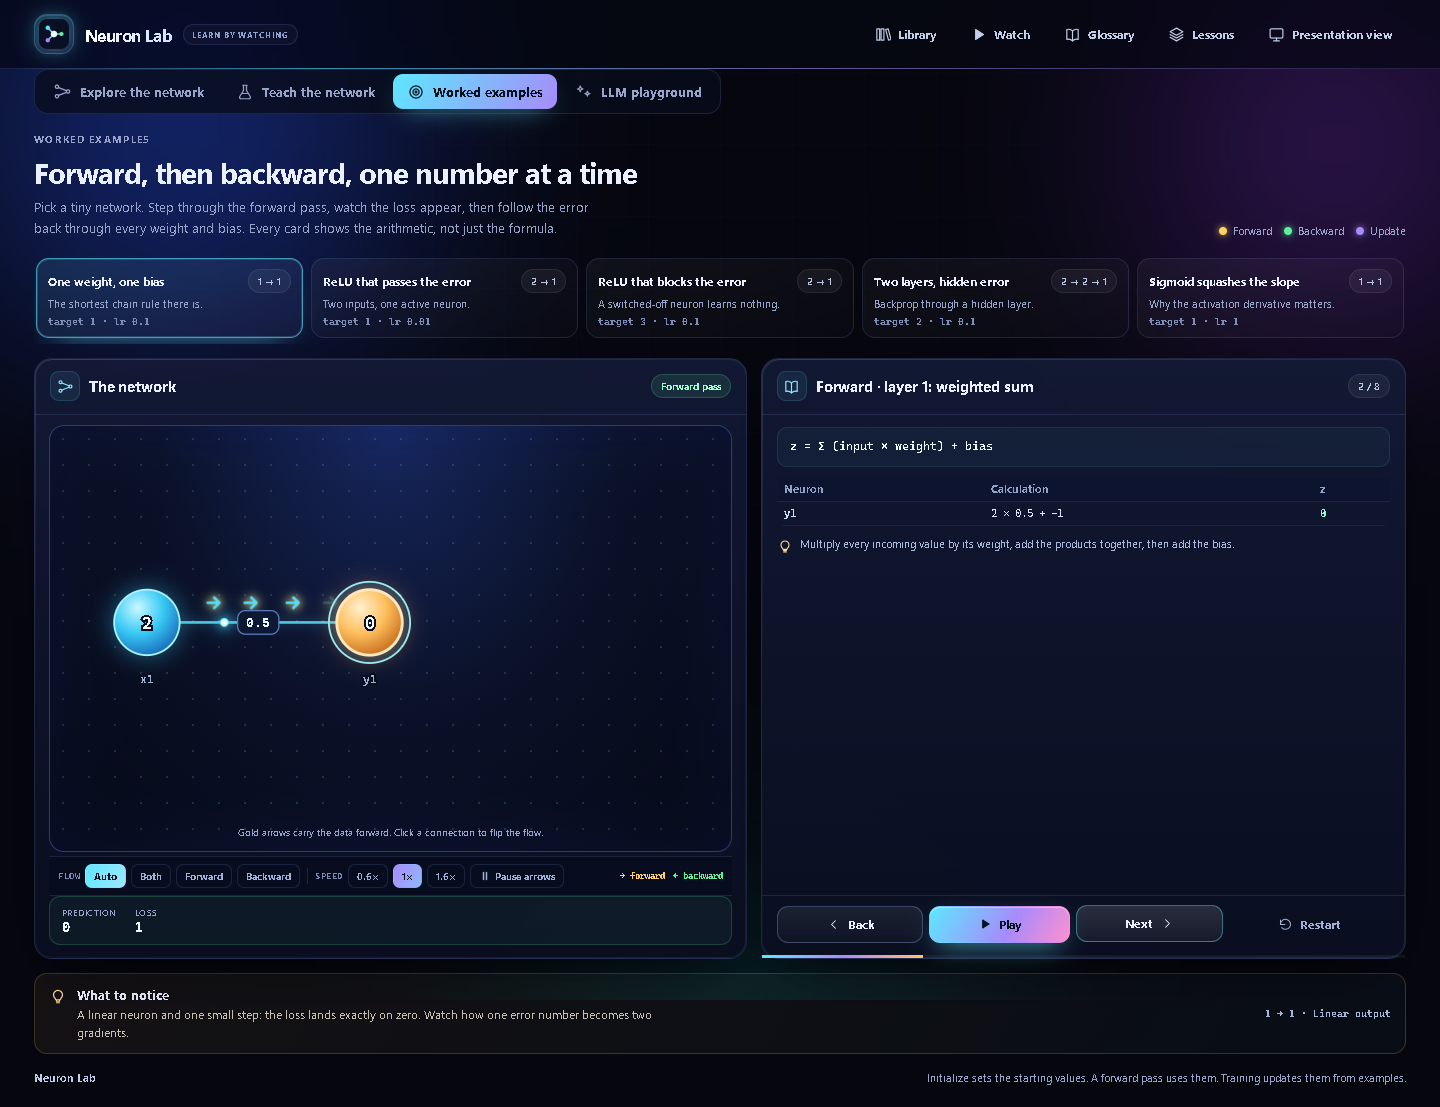 Neuron Lab
LEARN BY WATCHING
Library
Watch
Glossary
Lessons
Presentation view
Explore the network
Teach the network
Worked examples
LLM playground
WORKED EXAMPLES
Forward, then backward, one number at a time
Pick a tiny network. Step through the forward pass, watch the loss appear, then follow the error
back through every weight and bias. Every card shows the arithmetic, not just the formula.
Forward
Backward
Update
One weight, one bias
1 → 1
The shortest chain rule there is.
target 1 · lr 0.1
ReLU that passes the error
2 → 1
Two inputs, one active neuron.
target 1 · lr 0.01
ReLU that blocks the error
2 → 1
A switched-off neuron learns nothing.
target 3 · lr 0.1
Two layers, hidden error
2 → 2 → 1
Backprop through a hidden layer.
target 2 · lr 0.1
Sigmoid squashes the slope
1 → 1
Why the activation derivative matters.
target 1 · lr 1
The network
Forward pass
2
0.5
0
x1
y1
Gold arrows carry the data forward. Click a connection to flip the flow.
FLOW
Auto
Both
Forward
Backward
SPEED
0.6×
1×
1.6×
Pause arrows
→ forward
← backward
PREDICTION
0
LOSS
1
Forward · layer 1: weighted sum
2 / 8
z = Σ (input × weight) + bias
Neuron
Calculation
z
y1
2 × 0.5 + −1
0
Multiply every incoming value by its weight, add the products together, then add the bias.
Back
Play
Next
Restart
What to notice
A linear neuron and one small step: the loss lands exactly on zero. Watch how one error number becomes two
gradients.
1 → 1 · Linear output
Neuron Lab
Initialize sets the starting values. A forward pass uses them. Training updates them from examples.